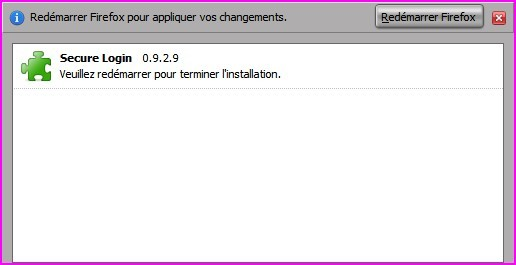 Redémarrer Firefox pour appliquer vos changements. Redémarrer Firefox
Secure Login 0.9.2.9
Veuillez redémarrer pour terminer l'installation.